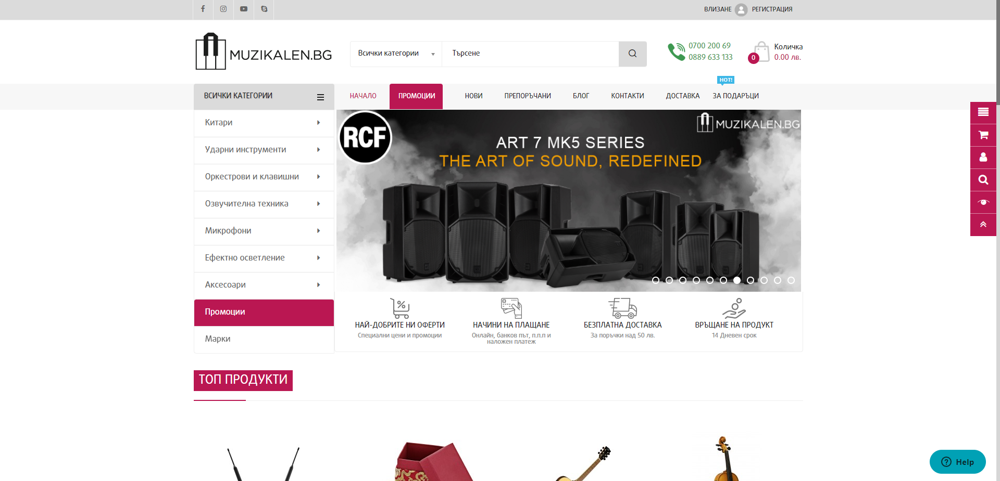 ВЛИЗАНЕ РЕГИСТРАЦИЯ
MUZIKALEN.BG
Всички категории Търсене
0700 200 69
0889 633 133
0 Количка
0.00 лв.
HOT!
ВСИЧКИ КАТЕГОРИИ
НАЧАЛО ПРОМОЦИИ НОВИ ПРЕПОРЪЧАНИ БЛОГ КОНТАКТИ ДОСТАВКА ЗА ПОДАРЪЦИ
Китари
Ударни инструменти
Оркестрови и клавишни
Озвучителна техника
Микрофони
Ефектно осветление
Аксесоари
Промоции
Марки
RCF
MUZIKALEN.BG
ART 7 MK5 SERIES
THE ART OF SOUND, REDEFINED
НАЙ-ДОБРИТЕ НИ ОФЕРТИ
Специални цени и промоции
НАЧИНИ НА ПЛАЩАНЕ
Онлайн, банков път, п.п.п и
наложен платеж
БЕЗПЛАТНА ДОСТАВКА
За поръчки над 50 лв.
ВРЪЩАНЕ НА ПРОДУКТ
14 Дневен срок
ТОП ПРОДУКТИ
Help